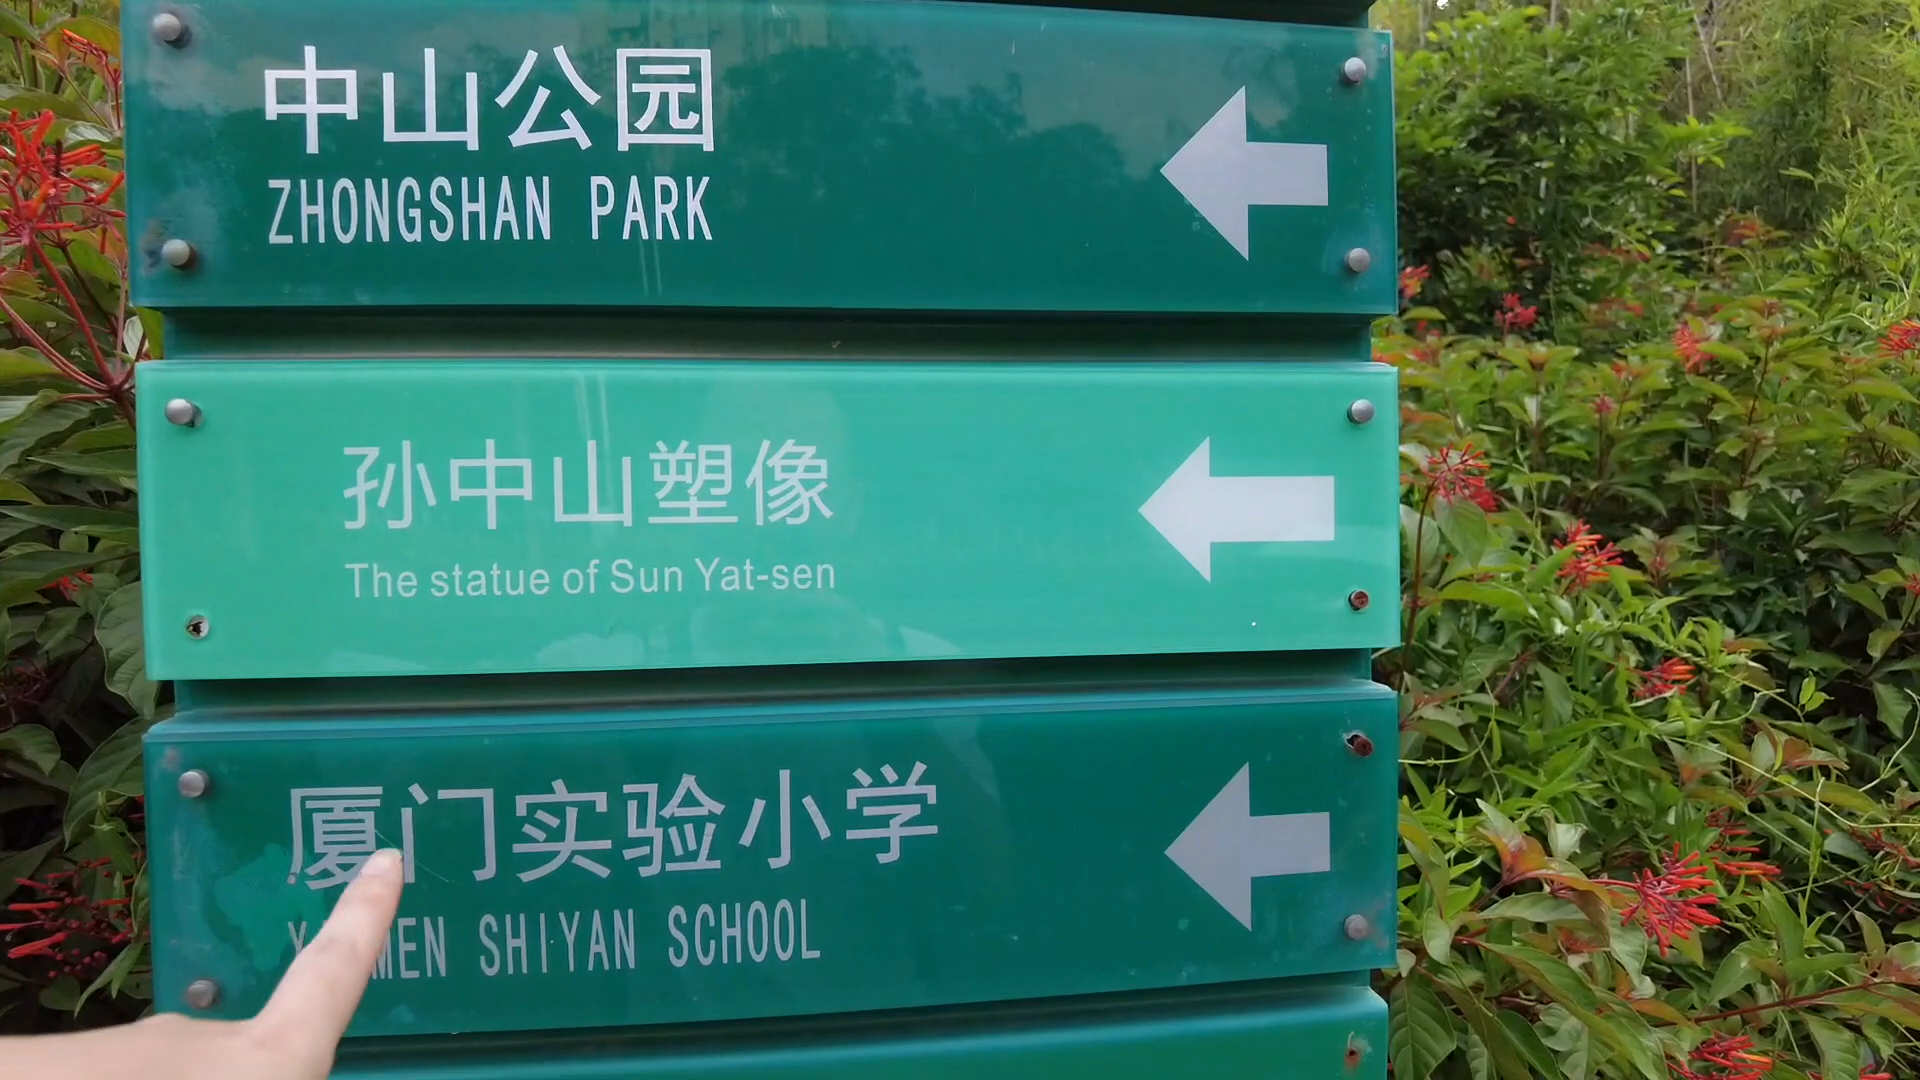 中山公园
ZHONGSHAN PARK
孙中山塑像
The statue of Sun Yat-sen
厦门实验小学
SHIYAN SCHOOL